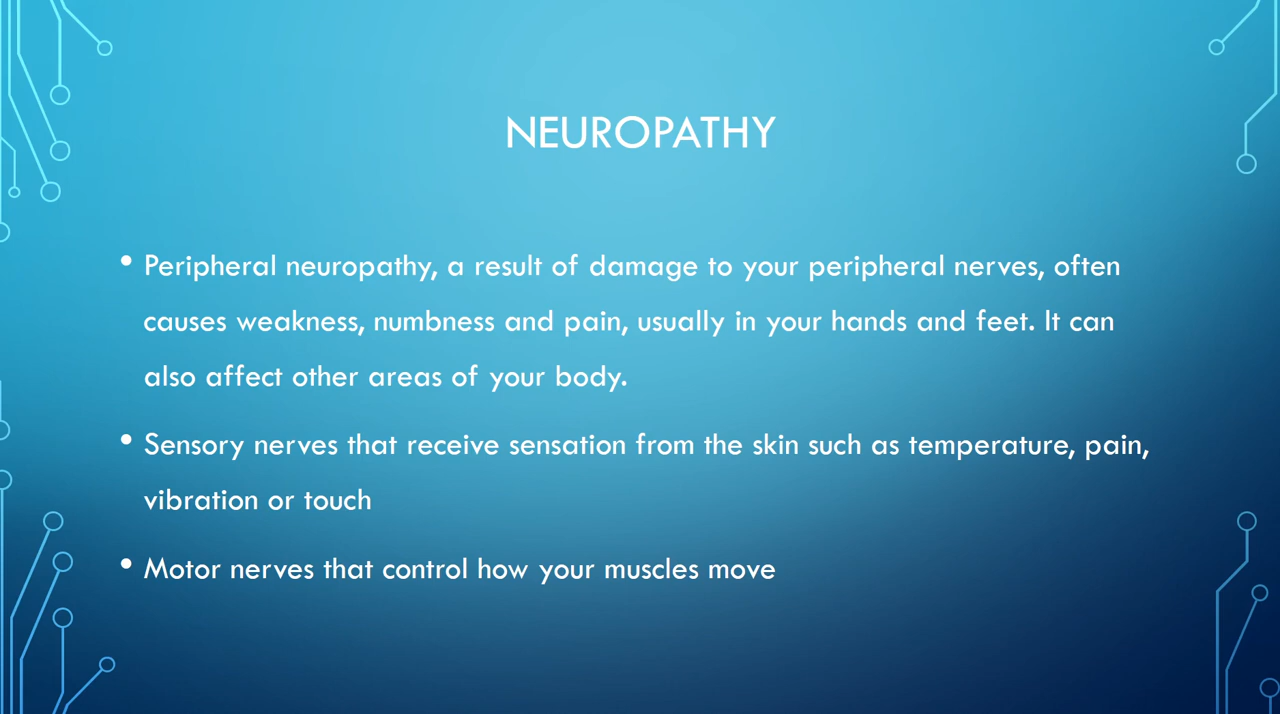 NEUROPATHY
• Peripheral neuropathy, a result of damage to your peripheral nerves, often
causes weakness, numbness and pain, usually in your hands and feet. It can
also affect other areas of your body.
• Sensory nerves that receive sensation from the skin such as temperature, pain,
vibration or touch
• Motor nerves that control how your muscles move